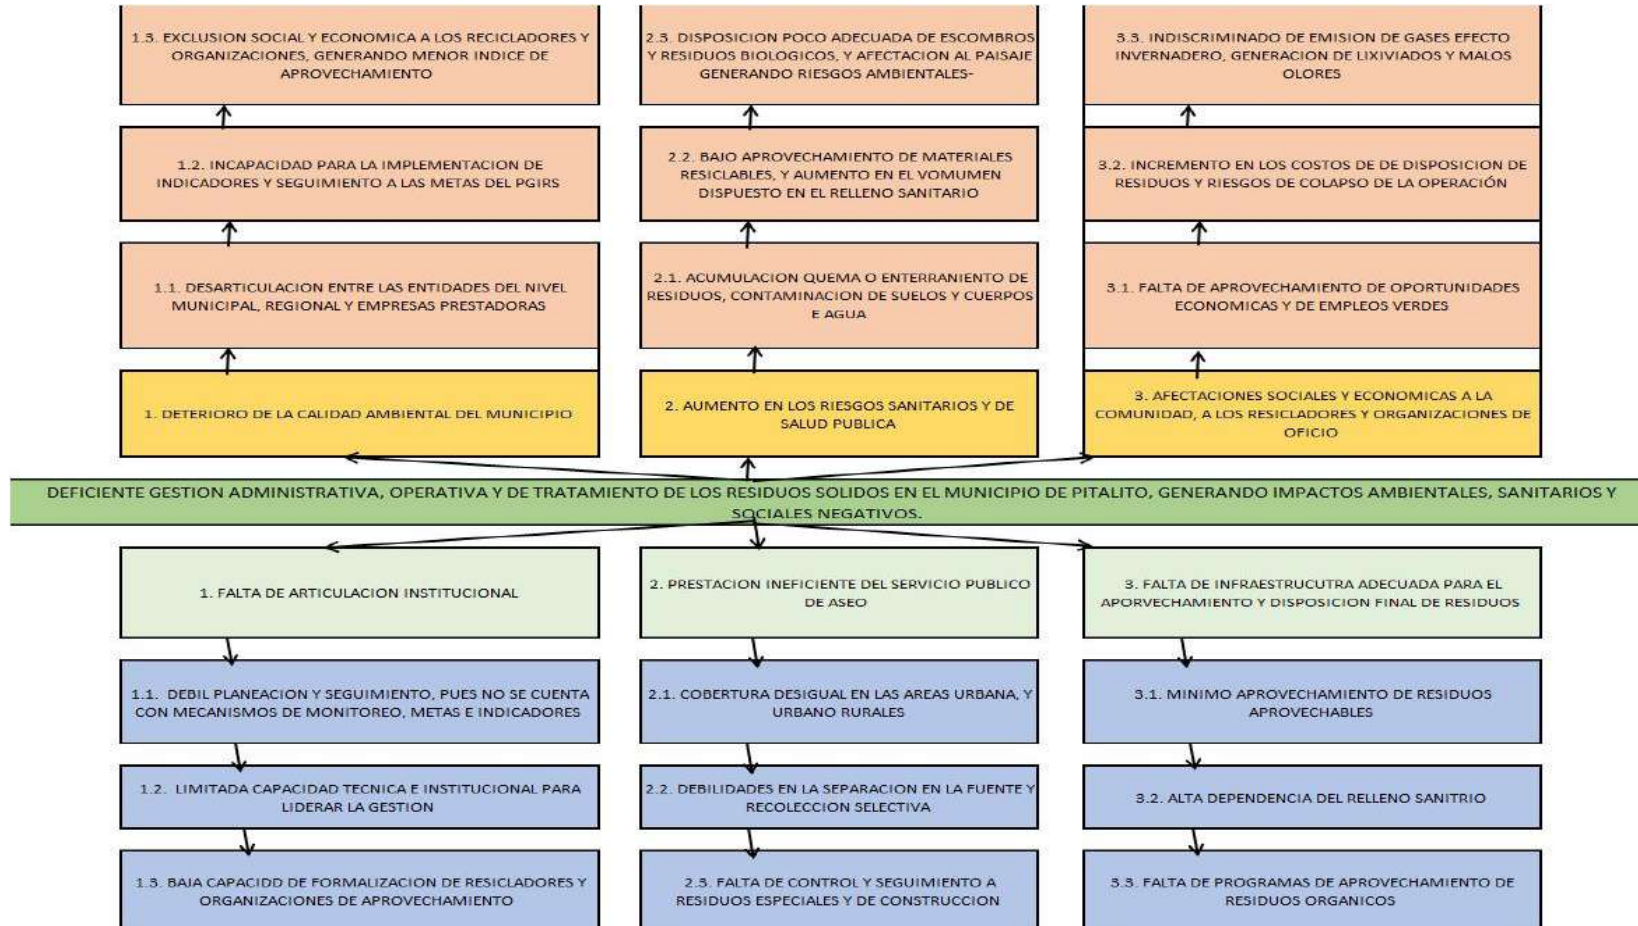 1.3. EXCLUSION SOCIAL Y ECONOMICA A LOS RECICLADORES Y
ORGANIZACIONES, GENERANDO MENOR INDICE DE
APROVECHAMIENTO
2.3. DISPOSICION POCO ADECUADA DE ESCOMBROS
Y RESIDUOS BIOLOGICOS, Y AFECTACION AL PAISAJE
GENERANDO RIESGOS AMBIENTALES-
3.3. INDISCRIMINADO DE EMISION DE GASES EFECTO
INVERNADERO, GENERACION DE LIXIVIADOS Y MALOS
OLORES
1.2. INCAPACIDAD PARA LA IMPLEMENTACION DE
INDICADORES Y SEGUIMIENTO A LAS METAS DEL PGIRS
2.2. BAJO APROVECHAMIENTO DE MATERIALES
RESICLABLES, Y AUMENTO EN EL VOMUMEN
DISPUESTO EN EL RELLENO SANITARIO
3.2. INCREMENTO EN LOS COSTOS DE DE DISPOSICION DE
RESIDUOS Y RIESGOS DE COLAPSO DE LA OPERACIÓN
1.1. DESARTICULACION ENTRE LAS ENTIDADES DEL NIVEL
MUNICIPAL, REGIONAL Y EMPRESAS PRESTADORAS
2.1. ACUMULACION QUEMA O ENTERRANIENTO DE
RESIDUOS, CONTAMINACION DE SUELOS Y CUERPOS
E AGUA
3.1. FALTA DE APROVECHAMIENTO DE OPORTUNIDADES
ECONOMICAS Y DE EMPLEOS VERDES
1. DETERIORO DE LA CALIDAD AMBIENTAL DEL MUNICIPIO
2. AUMENTO EN LOS RIESGOS SANITARIOS Y DE
SALUD PUBLICA
3. AFECTACIONES SOCIALES Y ECONOMICAS A LA
COMUNIDAD, A LOS RESICLADORES Y ORGANIZACIONES DE
OFICIO
DEFICIENTE GESTION ADMINISTRATIVA, OPERATIVA Y DE TRATAMIENTO DE LOS RESIDUOS SOLIDOS EN EL MUNICIPIO DE PITALITO, GENERANDO IMPACTOS AMBIENTALES, SANITARIOS Y
SOCIALES NEGATIVOS.
1. FALTA DE ARTICULACION INSTITUCIONAL
2. PRESTACION INEFICIENTE DEL SERVICIO PUBLICO
DE ASEO
3. FALTA DE INFRAESTRUCUTRA ADECUADA PARA EL
APORVECHAMIENTO Y DISPOSICION FINAL DE RESIDUOS
1.1. DEBIL PLANEACION Y SEGUIMIENTO, PUES NO SE CUENTA
CON MECANISMOS DE MONITOREO, METAS E INDICADORES
2.1. COBERTURA DESIGUAL EN LAS AREAS URBANA, Y
URBANO RURALES
3.1. MINIMO APROVECHAMIENTO DE RESIDUOS
APROVECHABLES
1.2. LIMITADA CAPACIDAD TECNICA E INSTITUCIONAL PARA
LIDERAR LA GESTION
2.2. DEBILIDADES EN LA SEPARACION EN LA FUENTE Y
RECOLECCION SELECTIVA
3.2. ALTA DEPENDENCIA DEL RELLENO SANITRIO
1.3. BAJA CAPACIDD DE FORMALIZACION DE RESICLADORES Y
ORGANIZACIONES DE APROVECHAMIENTO
2.3. FALTA DE CONTROL Y SEGUIMIENTO A
RESIDUOS ESPECIALES Y DE CONSTRUCCION
3.3. FALTA DE PROGRAMAS DE APROVECHAMIENTO DE
RESIDUOS ORGANICOS